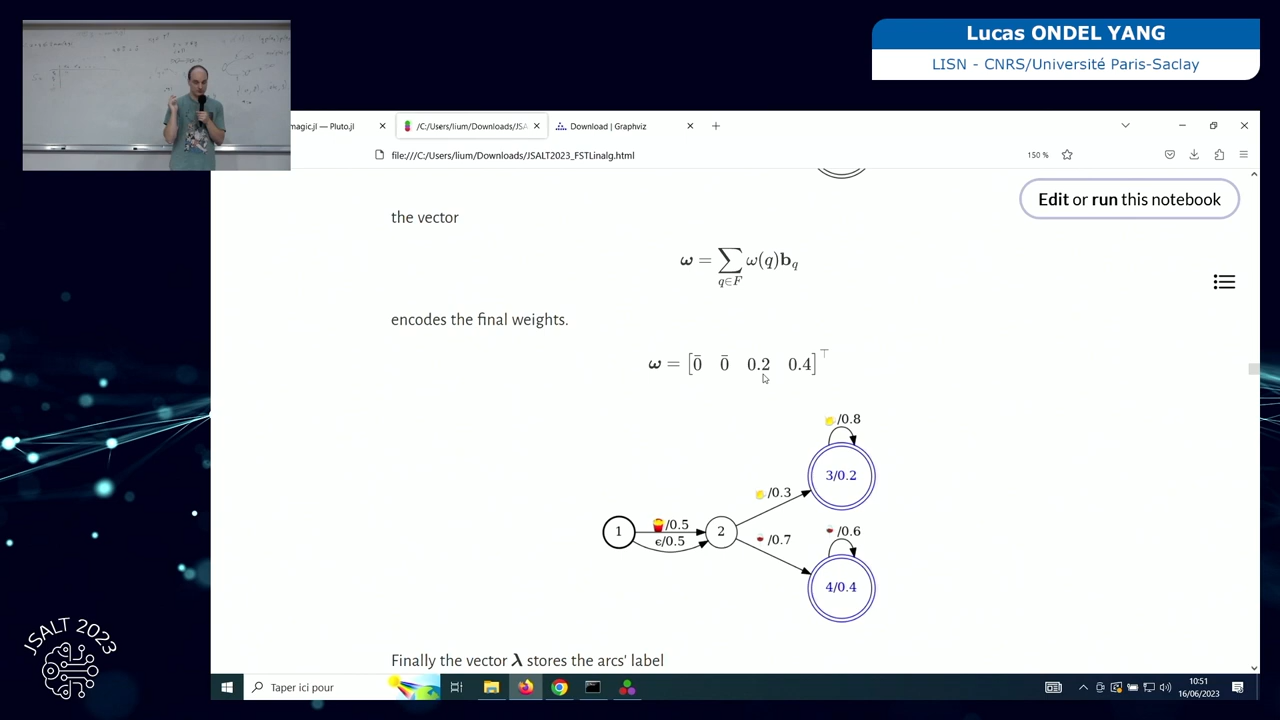 Lucas ONDEL YANG
LISN - CNRS/Université Paris-Saclay
magic.jl — Pluto.jl
/C:/Users/lium/Downloads/JSA
Download | Graphviz
file:///C:/Users/lium/Downloads/JSALT2023_FSTLinalg.html
150 %
Edit or run this notebook
the vector
ω = ∑ ω(q)b_q
q∈F
encodes the final weights.
ω = [0̄ 0̄ 0.2 0.4]⊤
/0.8
3/0.2
/0.3
1
/0.5
ϵ/0.5
2
/0.7
/0.6
4/0.4
Finally the vector λ stores the arcs' label
JSALT 2023
Taper ici pour
10:51
16/06/2023